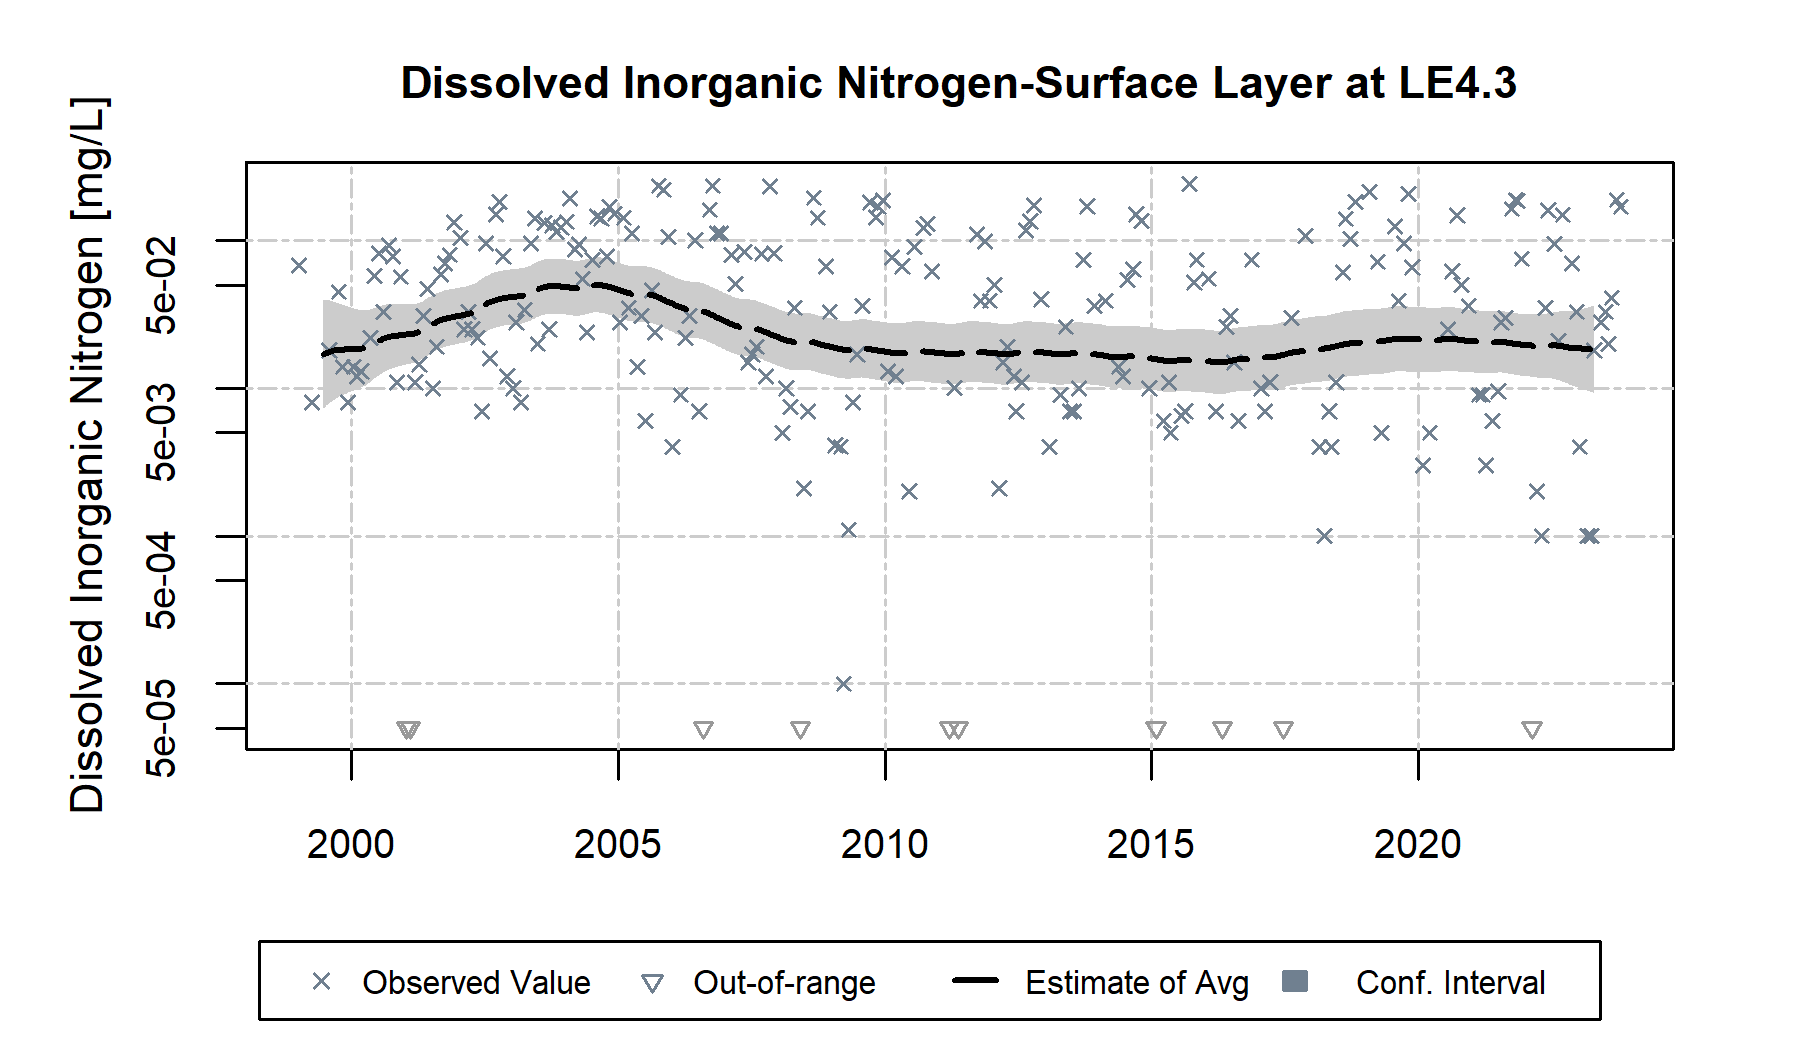 Dissolved Inorganic Nitrogen-Surface Layer at LE4.3
Dissolved Inorganic Nitrogen [mg/L]
5e-02
5e-03
5e-04
5e-05
2000 2005 2010 2015 2020
Observed Value Out-of-range Estimate of Avg Conf. Interval